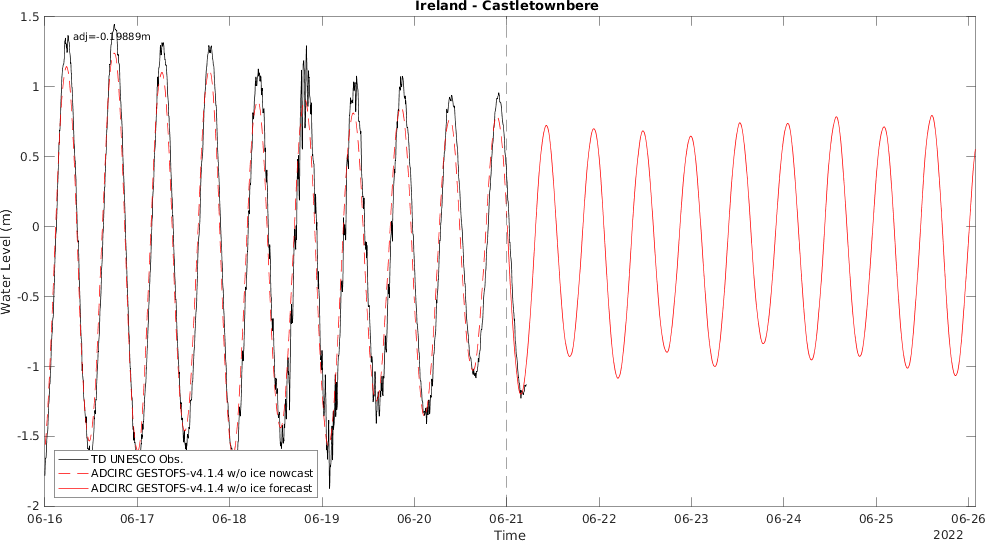 Ireland - Castletownbere
1.5
adj=-0.19889m
1
0.5
0
Water Level (m)
-0.5
-1
-1.5
TD UNESCO Obs.
ADCIRC GESTOFS-v4.1.4 w/o ice nowcast
ADCIRC GESTOFS-v4.1.4 w/o ice forecast
-2
06-16 06-17 06-18 06-19 06-20 06-21 06-22 06-23 06-24 06-25 06-26
Time
2022